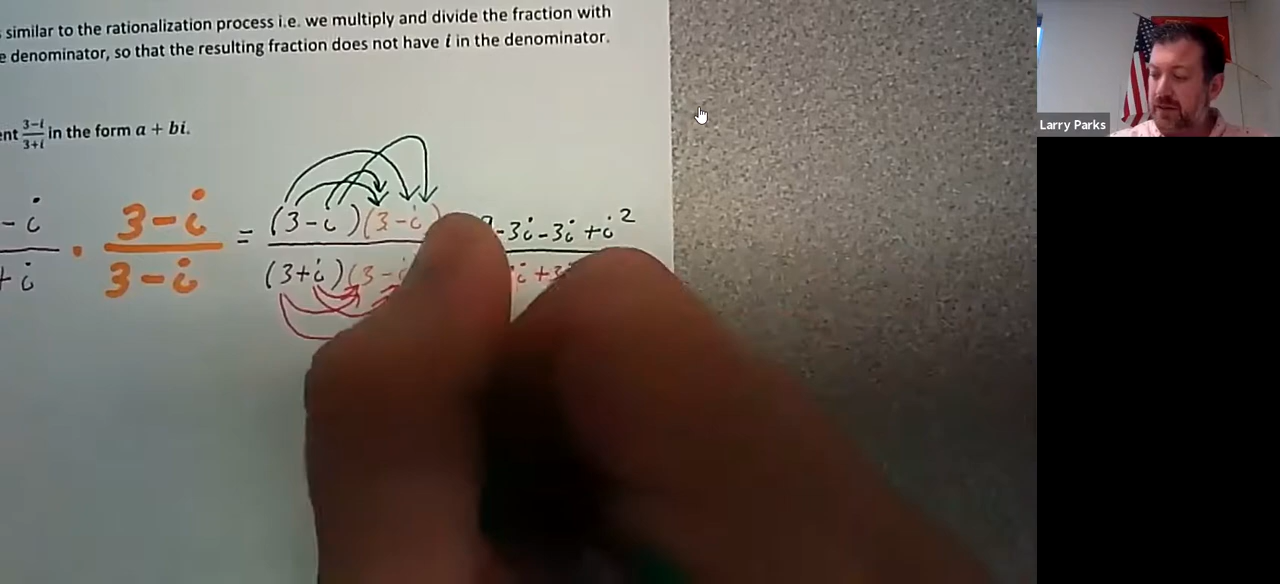 similar to the rationalization process i.e. we multiply and divide the fraction with
denominator, so that the resulting fraction does not have i in the denominator.
3-i/3+i in the form a + bi.
-i/+i · 3-i/3-i = (3-i)(3-i)/(3+i)(3- -3i-3i+i²/i+3
Larry Parks